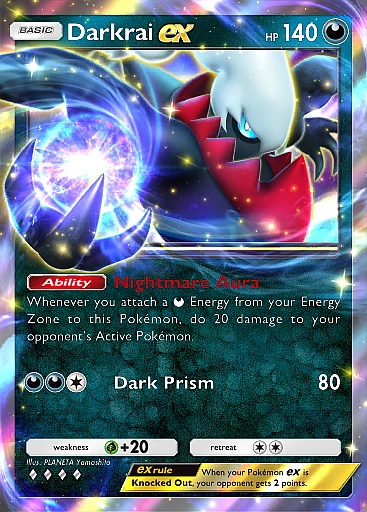 BASIC Darkrai ex HP 140
Ability Nightmare Aura
Whenever you attach a Energy from your Energy
Zone to this Pokémon, do 20 damage to your
opponent's Active Pokémon.
Dark Prism 80
weakness +20 retreat
Illus. PLANETA Yamashita
ex rule When your Pokémon ex is
Knocked Out, your opponent gets 2 points.